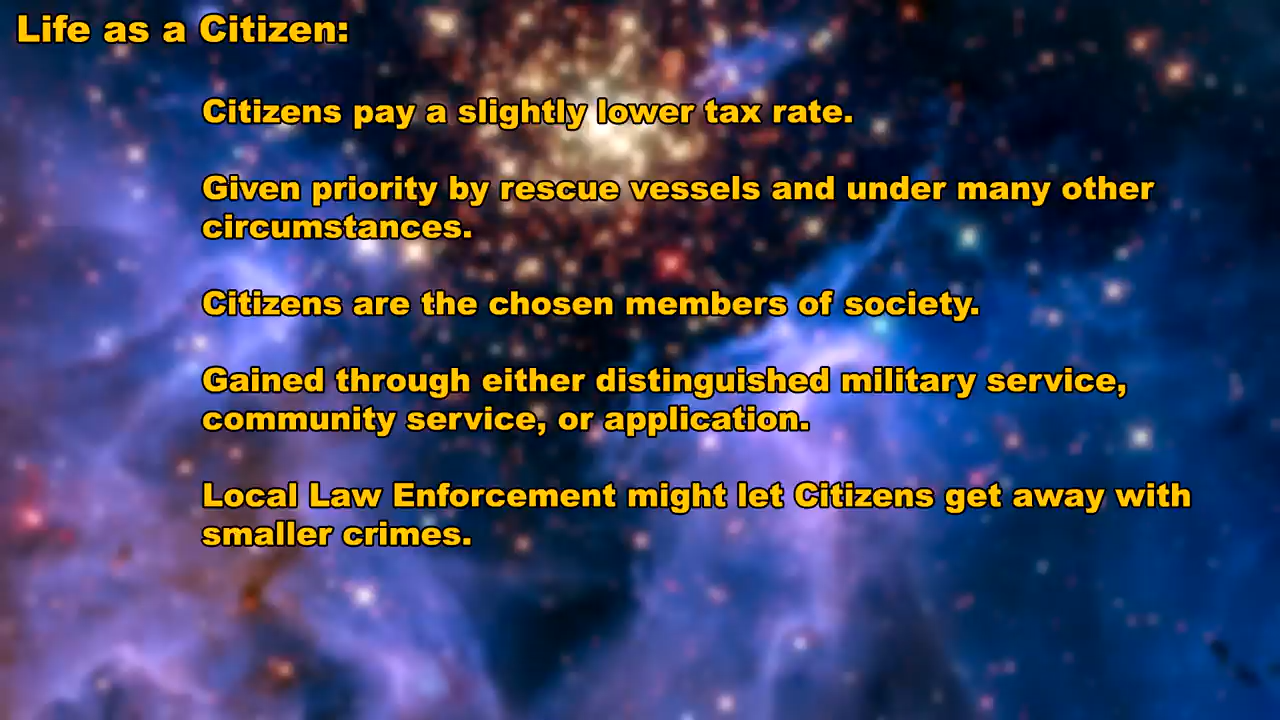 Life as a Citizen:
Citizens pay a slightly lower tax rate.
Given priority by rescue vessels and under many other
circumstances.
Citizens are the chosen members of society.
Gained through either distinguished military service,
community service, or application.
Local Law Enforcement might let Citizens get away with
smaller crimes.